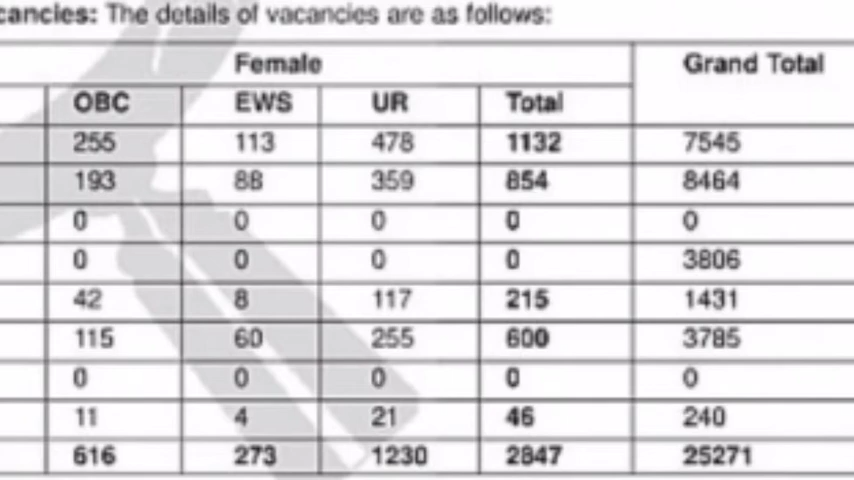 cancies: The details of vacancies are as follows:
Female Grand Total
OBC EWS UR Total
255 113 478 1132 7545
193 88 359 854 8464
0 0 0 0 0
0 0 0 0 3806
42 8 117 215 1431
115 60 255 600 3785
0 0 0 0 0
11 4 21 46 240
616 273 1230 2847 25271